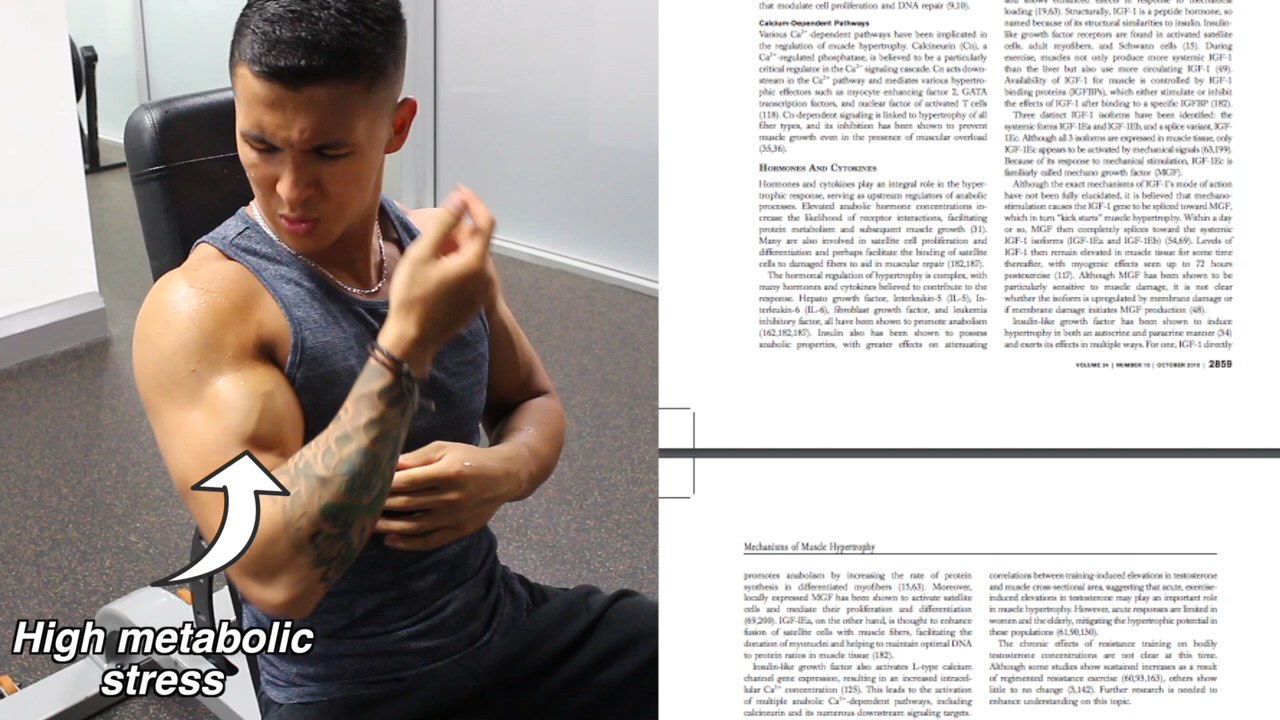 High metabolic
stress
that modulate cell proliferation and DNA repair (9,10).
Calcium-Dependent Pathways
Various Ca2+-dependent pathways have been implicated in
the regulation of muscle hypertrophy. Calcineurin (Cn), a
Ca2+-regulated phosphatase, is believed to be a particularly
critical regulator in the Ca2+ signaling cascade. Cn acts down-
stream in the Ca2+ pathway and mediates various hypertro-
phic effectors such as myocyte enhancing factor 2, GATA
transcription factors, and nuclear factor of activated T cells
(118). Cn-dependent signaling is linked to hypertrophy of all
fiber types, and its inhibition has been shown to prevent
muscle growth even in the presence of muscular overload
(35,36).
HORMONES AND CYTOKINES
Hormones and cytokines play an integral role in the hyper-
trophic response, serving as upstream regulators of anabolic
processes. Elevated anabolic hormone concentrations in-
crease the likelihood of receptor interactions, facilitating
protein metabolism and subsequent muscle growth (31).
Many are also involved in satellite cell proliferation and
differentiation and perhaps facilitate the binding of satellite
cells to damaged fibers to aid in muscular repair (182,187).
The hormonal regulation of hypertrophy is complex, with
many hormones and cytokines believed to contribute to the
response. Hepato growth factor, Interleukin-5 (IL-5), In-
terleukin-6 (IL-6), fibroblast growth factor, and leukemia
inhibitory factor, all have been shown to promote anabolism
(162,182,187). Insulin also has been shown to possess
anabolic properties, with greater effects on attenuating
loading (19,63). Structurally, IGF-1 is a peptide hormone, so
named because of its structural similarities to insulin. Insulin-
like growth factor receptors are found in activated satellite
cells, adult myofibers, and Schwann cells (15). During
exercise, muscles not only produce more systemic IGF-1
than the liver but also use more circulating IGF-1 (49).
Availability of IGF-1 for muscle is controlled by IGF-1
binding proteins (IGFBPs), which either stimulate or inhibit
the effects of IGF-1 after binding to a specific IGFBP (182).
Three distinct IGF-1 isoforms have been identified: the
systemic forms IGF-1Ea and IGF-1Eb, and a splice variant, IGF-
1Ec. Although all 3 isoforms are expressed in muscle tissue, only
IGF-1Ec appears to be activated by mechanical signals (63,199).
Because of its response to mechanical stimulation, IGF-1Ec is
familiarly called mechano growth factor (MGF).
Although the exact mechanisms of IGF-1's mode of action
have not been fully elucidated, it is believed that mechano-
stimulation causes the IGF-1 gene to be spliced toward MGF,
which in turn "kick starts" muscle hypertrophy. Within a day
or so, MGF then completely splices toward the systemic
IGF-1 isoforms (IGF-1Ea and IGF-1Eb) (54,69). Levels of
IGF-1 then remain elevated in muscle tissue for some time
thereafter, with myogenic effects seen up to 72 hours
postexercise (117). Although MGF has been shown to be
particularly sensitive to muscle damage, it is not clear
whether the isoform is upregulated by membrane damage or
if membrane damage initiates MGF production (48).
Insulin-like growth factor has been shown to induce
hypertrophy in both an autocrine and paracrine manner (34)
and exerts its effects in multiple ways. For one, IGF-1 directly
VOLUME 24 | NUMBER 10 | OCTOBER 2010 | 2859
Mechanisms of Muscle Hypertrophy
promotes anabolism by increasing the rate of protein
synthesis in differentiated myofibers (15,63). Moreover,
locally expressed MGF has been shown to activate satellite
cells and mediate their proliferation and differentiation
(69,200). IGF-IEa, on the other hand, is thought to enhance
fusion of satellite cells with muscle fibers, facilitating the
donation of myonuclei and helping to maintain optimal DNA
to protein ratios in muscle tissue (182).
Insulin-like growth factor also activates L-type calcium
channel gene expression, resulting in an increased intracel-
lular Ca2+ concentration (125). This leads to the activation
of multiple anabolic Ca2+-dependent pathways, including
calcineurin and its numerous downstream signaling targets.
correlations between training-induced elevations in testosterone
and muscle cross-sectional area, suggesting that acute, exercise-
induced elevations in testosterone may play an important role
in muscle hypertrophy. However, acute responses are limited in
women and the elderly, mitigating the hypertrophic potential in
these populations (61,90,130).
The chronic effects of resistance training on bodily
testosterone concentrations are not clear at this time.
Although some studies show sustained increases as a result
of regimented resistance exercise (60,93,163), others show
little to no change (3,142). Further research is needed to
enhance understanding on this topic.